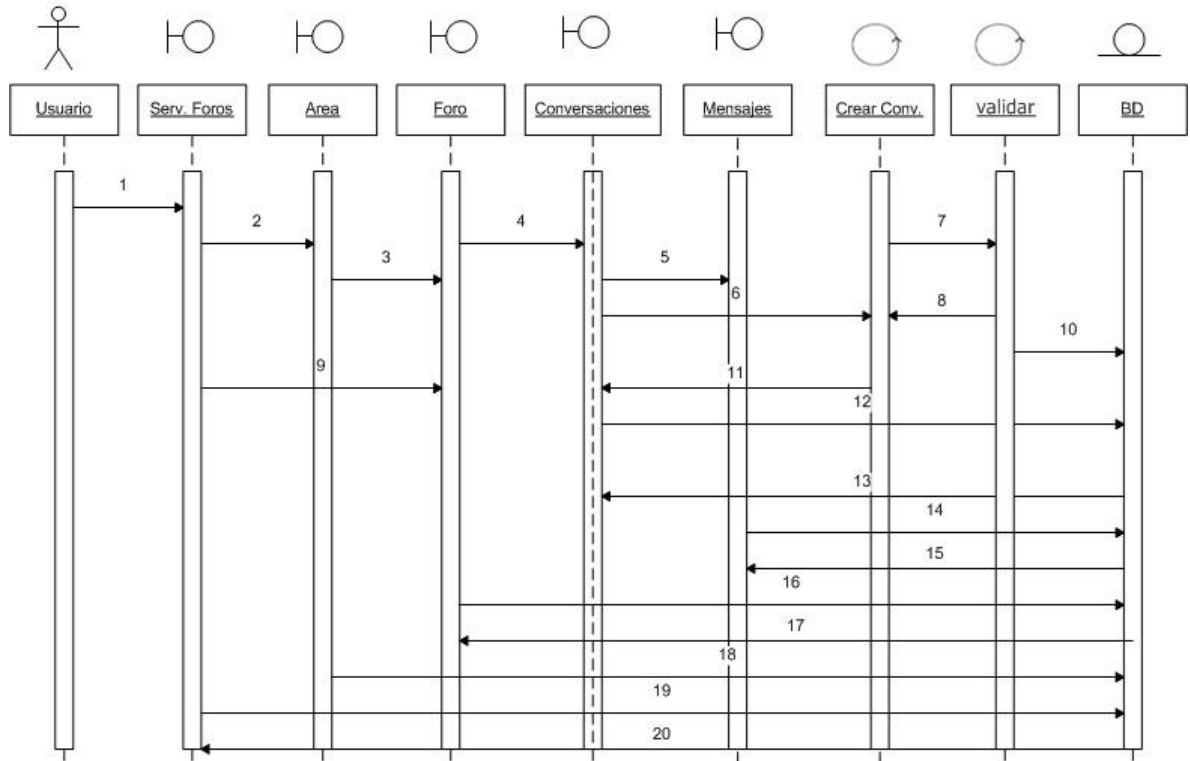 Usuario
Serv. Foros
Area
Foro
Conversaciones
Mensajes
Crear Conv.
validar
BD
1
2
4
7
3
5
6
8
10
9
11
12
13
14
15
16
17
18
19
20